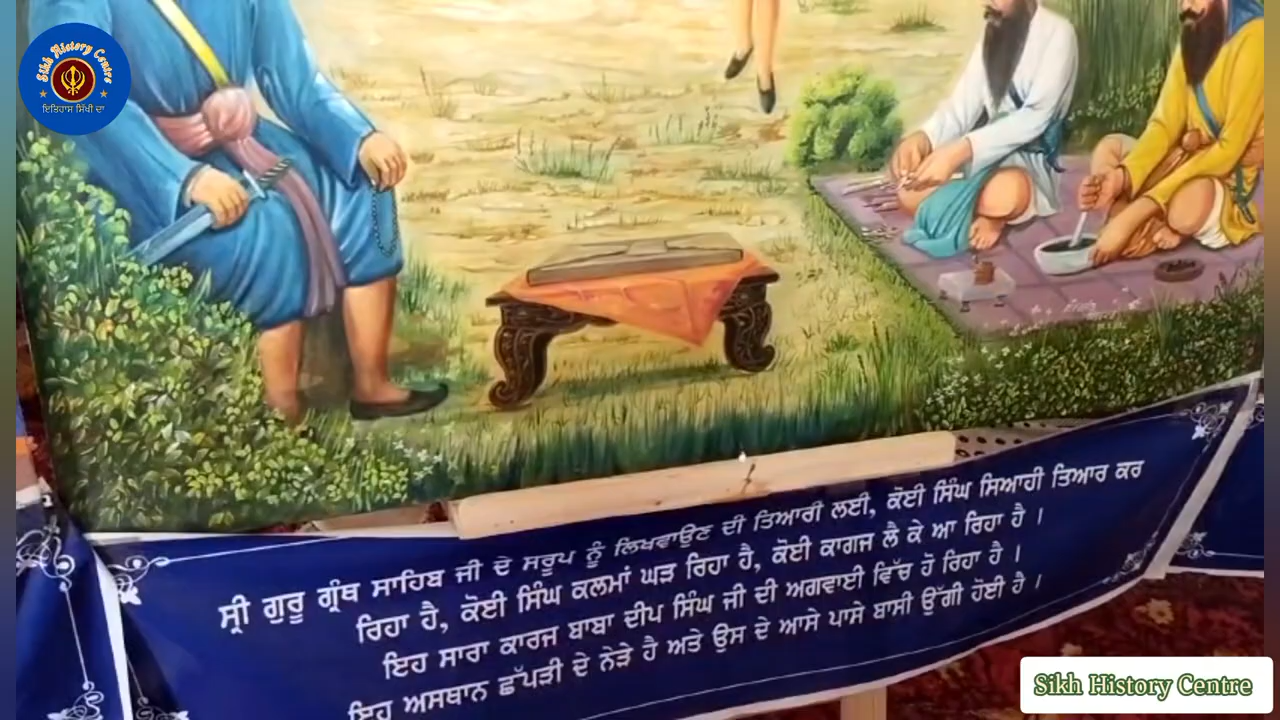 Sikh History Centre
ਇਤਿਹਾਸ ਸਿੱਖੀ ਦਾ
ਸ੍ਰੀ ਗੁਰੂ ਗ੍ਰੰਥ ਸਾਹਿਬ ਜੀ ਦੇ ਸਰੂਪ ਨੂੰ ਲਿਖਵਾਉਣ ਦੀ ਤਿਆਰੀ ਲਈ, ਕੋਈ ਸਿੰਘ ਸਿਆਹੀ ਤਿਆਰ ਕਰ
ਰਿਹਾ ਹੈ, ਕੋਈ ਸਿੰਘ ਕਲਮਾਂ ਘੜ ਰਿਹਾ ਹੈ, ਕੋਈ ਕਾਗਜ ਲੈ ਕੇ ਆ ਰਿਹਾ ਹੈ ।
ਇਹ ਸਾਰਾ ਕਾਰਜ ਬਾਬਾ ਦੀਪ ਸਿੰਘ ਜੀ ਦੀ ਅਗਵਾਈ ਵਿੱਚ ਹੋ ਰਿਹਾ ਹੈ ।
ਇਹ ਅਸਥਾਨ ਛੱਪੜੀ ਦੇ ਨੇੜੇ ਹੈ ਅਤੇ ਉਸ ਦੇ ਆਸੇ ਪਾਸੇ ਬਾਸੀ ਉੱਗੀ ਹੋਈ ਹੈ ।
Sikh History Centre